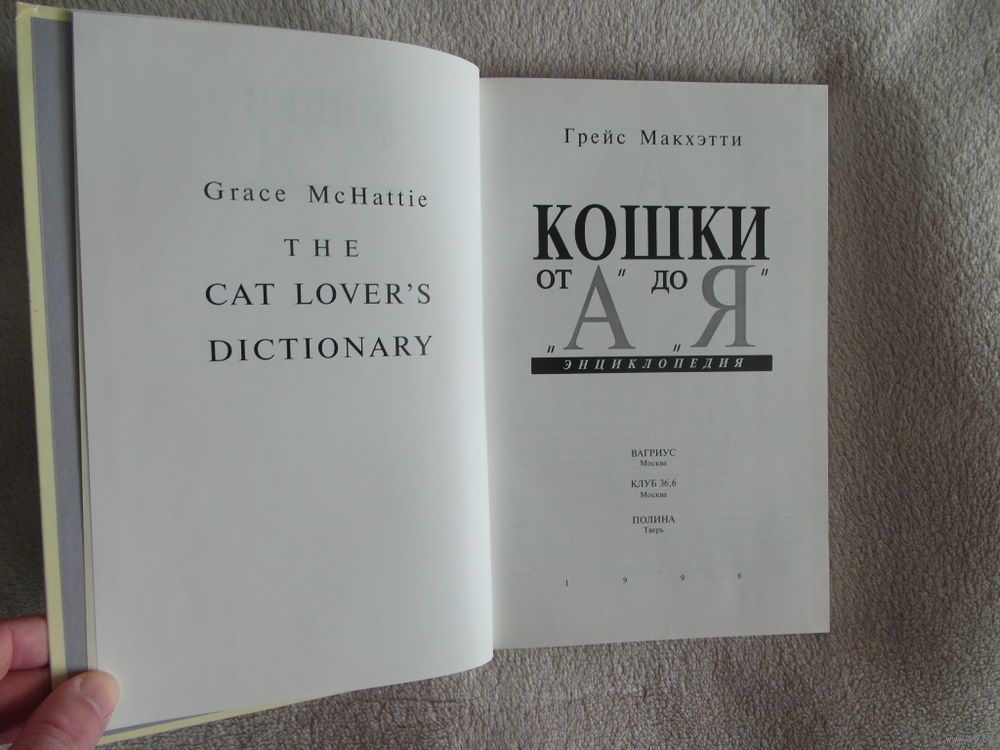 Grace McHattie
THE
CAT LOVER'S
DICTIONARY
Грейс Макхэтти
КОШКИ
ОТ „А" ДО „Я"
ЭНЦИКЛОПЕДИЯ
ВАГРИУС
Москва
КЛУБ 36,6
Москва
ПОЛИНА
Тверь
1 9 9 6